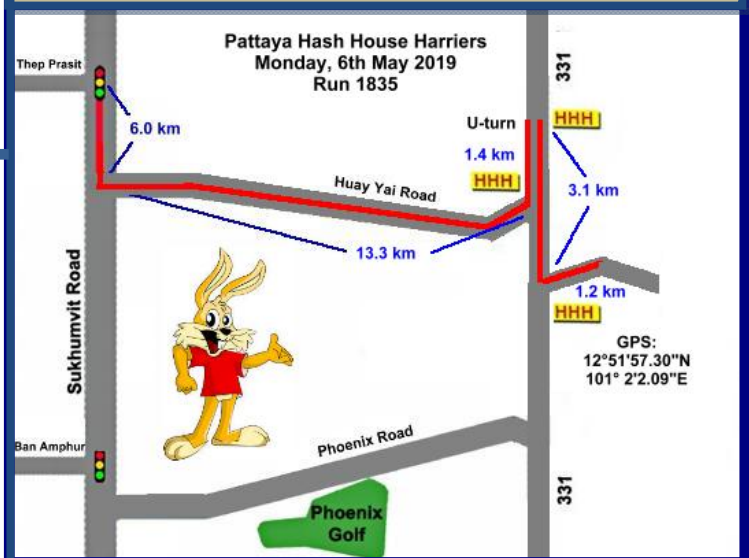 Pattaya Hash House Harriers
Monday, 6th May 2019
Run 1835
Thep Prasit
331
6.0 km
U-turn
HHH
1.4 km
HHH
3.1 km
Huay Yai Road
13.3 km
1.2 km
HHH
Sukhumvit Road
GPS:
12°51'57.30"N
101° 2'2.09"E
Ban Amphur
Phoenix Road
331
Phoenix
Golf